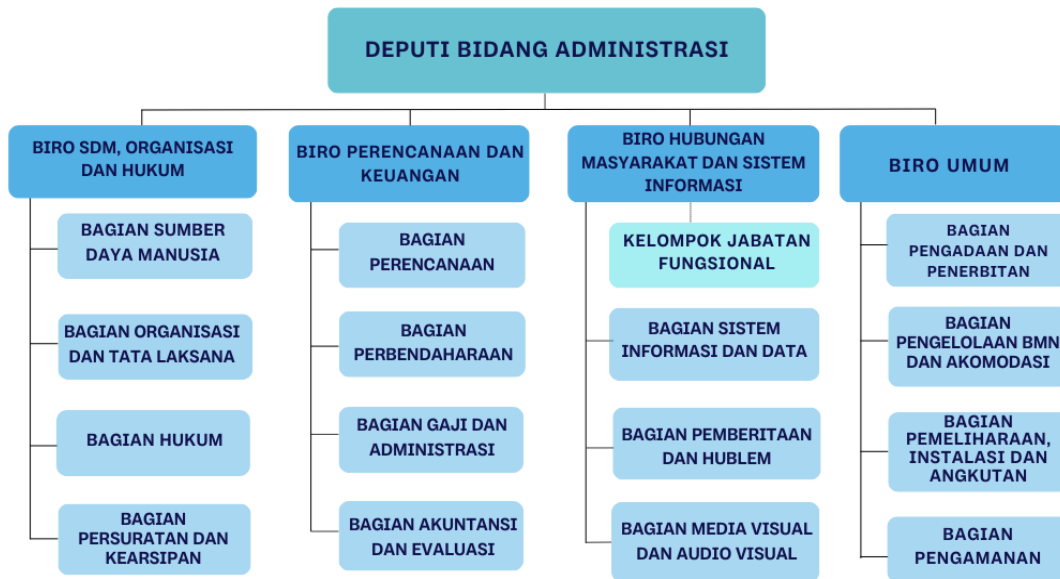 DEPUTI BIDANG ADMINISTRASI
BIRO SDM, ORGANISASI
DAN HUKUM
BAGIAN SUMBER
DAYA MANUSIA
BAGIAN ORGANISASI
DAN TATA LAKSANA
BAGIAN HUKUM
BAGIAN
PERSURATAN DAN
KEARSIPAN
BIRO PERENCANAAN DAN
KEUANGAN
BAGIAN
PERENCANAAN
BAGIAN
PERBENDAHARAAN
BAGIAN GAJI DAN
ADMINISTRASI
BAGIAN AKUNTANSI
DAN EVALUASI
BIRO HUBUNGAN
MASYARAKAT DAN SISTEM
INFORMASI
KELOMPOK JABATAN
FUNGSIONAL
BAGIAN SISTEM
INFORMASI DAN DATA
BAGIAN PEMBERITAAN
DAN HUBLEM
BAGIAN MEDIA VISUAL
DAN AUDIO VISUAL
BIRO UMUM
BAGIAN
PENGADAAN DAN
PENERBITAN
BAGIAN
PENGELOLAAN BMN
DAN AKOMODASI
BAGIAN
PEMELIHARAAN,
INSTALASI DAN
ANGKUTAN
BAGIAN
PENGAMANAN